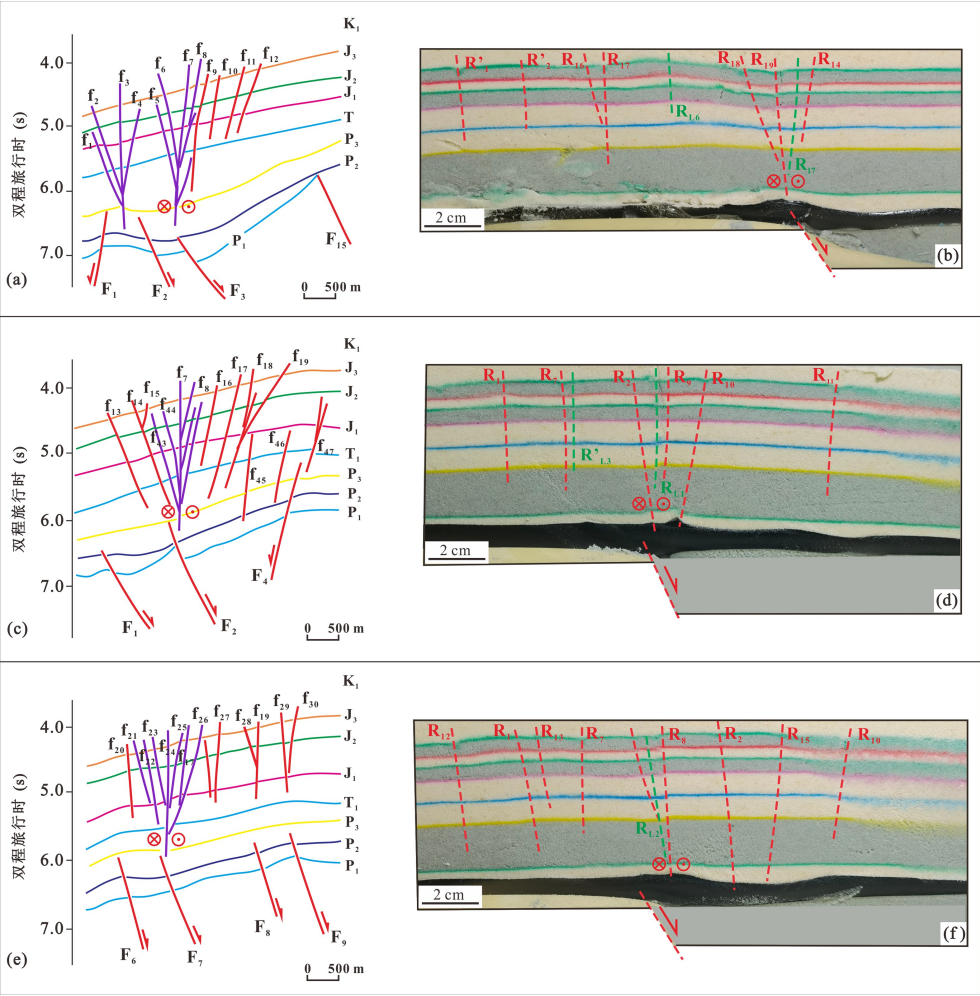 K₁
J₃
J₂
J₁
T
P₃
P₂
P₁
4.0
5.0
6.0
7.0
双程旅行时 (s)
f₁
f₂
f₃
f₄
f₅
f₆
f₇
f₈
f₉
f₁₀
f₁₁
f₁₂
F₁
F₂
F₃
F₁₅
0 500 m
(a)
R'₁
R'₂
R₁₆
R₁₇
R_L6
R₁₈
R₁₉
R₁₄
R₁₇
2 cm
(b)
K₁
J₃
J₂
J₁
T₁
P₃
P₂
P₁
4.0
5.0
6.0
7.0
双程旅行时 (s)
f₁₃
f₁₄
f₁₅
f₄₄
f₄₃
f₇
f₈
f₁₆
f₁₇
f₁₈
f₁₉
f₄₅
f₄₆
f₄₇
F₁
F₂
F₄
0 500 m
(c)
R₁
R₂
R₉
R₁₀
R₁₁
R'_L3
R_L1
2 cm
(d)
K₁
J₃
J₂
J₁
T₁
P₃
P₂
P₁
4.0
5.0
6.0
7.0
双程旅行时 (s)
f₂₀
f₂₁
f₂₂
f₂₃
f₂₄
f₂₅
f₂₆
f₂₇
f₂₈
f₁₉
f₂₉
f₃₀
F₆
F₇
F₈
F₉
0 500 m
(e)
R₁₂
R₁
R₁₃
R₇
R₈
R₂
R₁₅
R₁₀
R_L2
2 cm
(f)